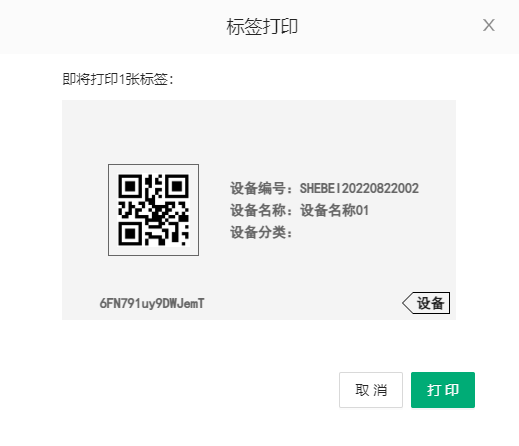 标签打印
X
即将打印1张标签：
设备编号：SHEBEI20220822002
设备名称：设备名称01
设备分类：
6FN791uy9DWJemT
设备
取消
打印